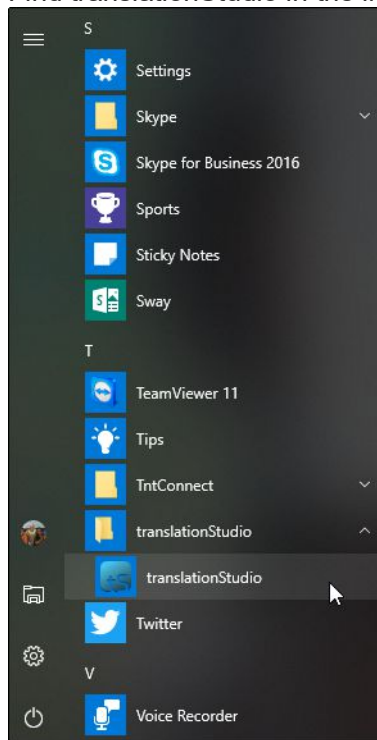 S
Settings
Skype
Skype for Business 2016
Sports
Sticky Notes
Sway
T
TeamViewer 11
Tips
TntConnect
translationStudio
translationStudio
Twitter
V
Voice Recorder